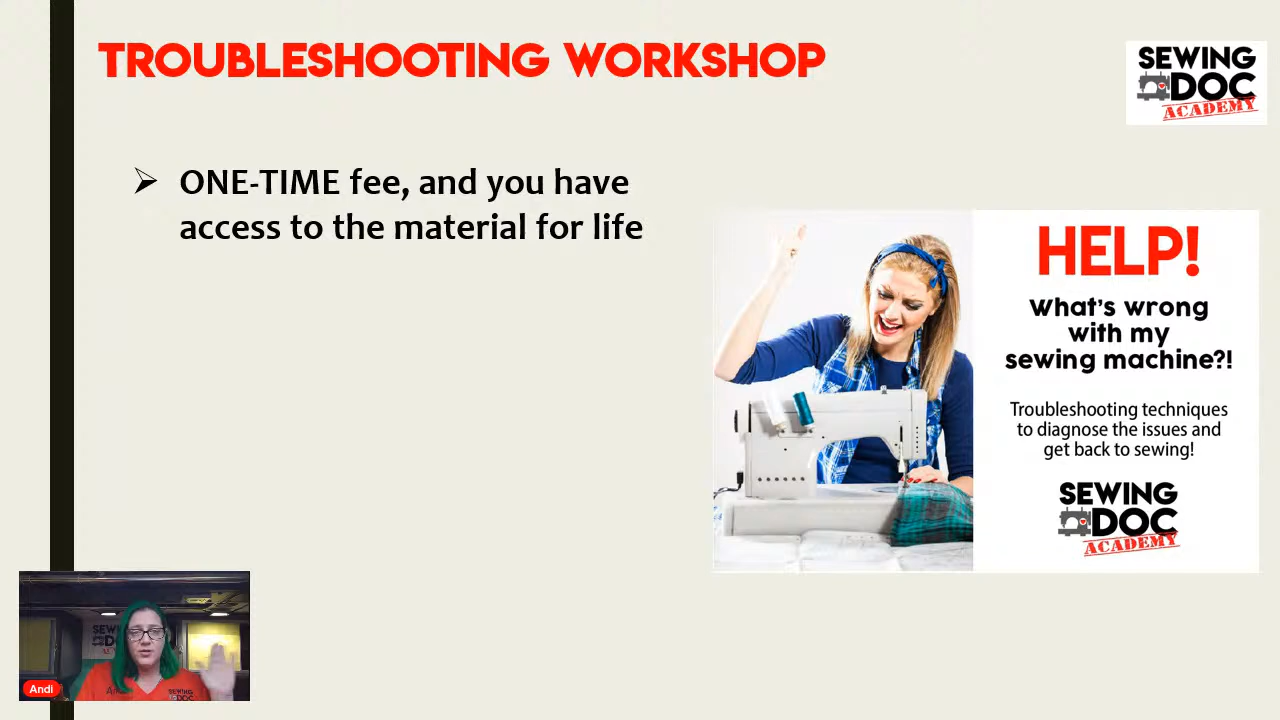 TROUBLESHOOTING WORKSHOP
SEWING
DOC
ACADEMY
ONE-TIME fee, and you have
access to the material for life
HELP!
What's wrong
with my
sewing machine?!
Troubleshooting techniques
to diagnose the issues and
get back to sewing!
SEWING
DOC
ACADEMY
Andi
SEWING